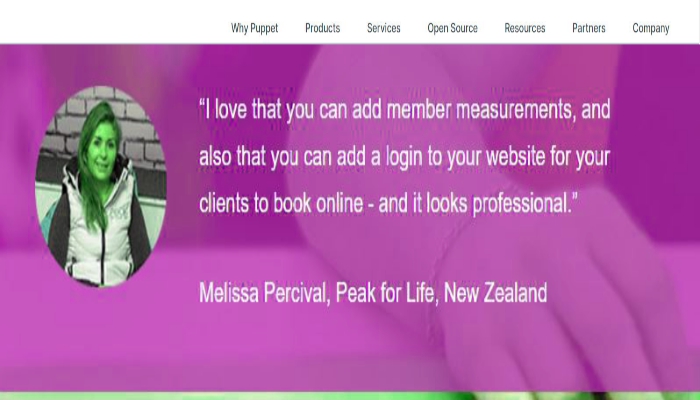 Why Puppet Products Services Open Source Resources Partners Company
“I love that you can add member measurements, and
also that you can add a login to your website for your
clients to book online - and it looks professional.”
Melissa Percival, Peak for Life, New Zealand